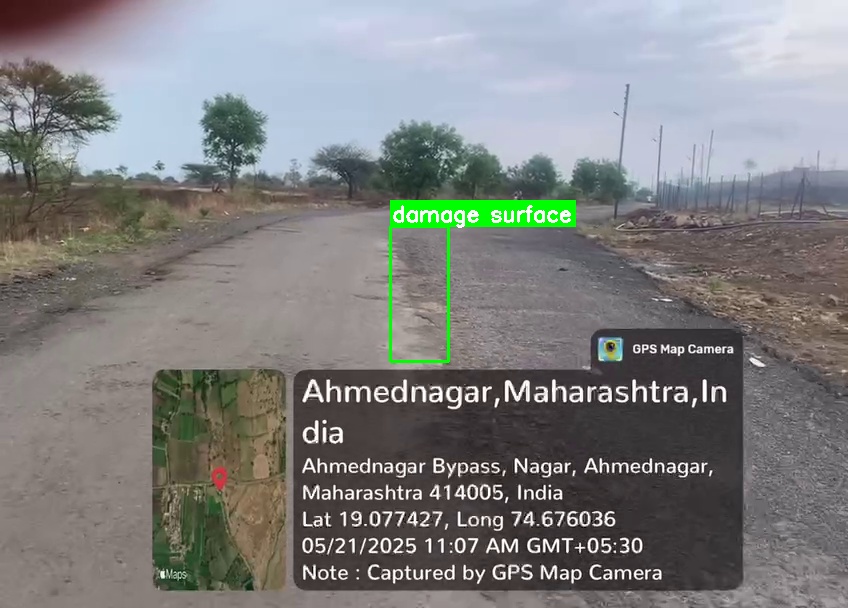 damage surface
GPS Map Camera
Ahmednagar,Maharashtra,In
dia
Ahmednagar Bypass, Nagar, Ahmednagar,
Maharashtra 414005, India
Lat 19.077427, Long 74.676036
05/21/2025 11:07 AM GMT+05:30
Note : Captured by GPS Map Camera
Maps